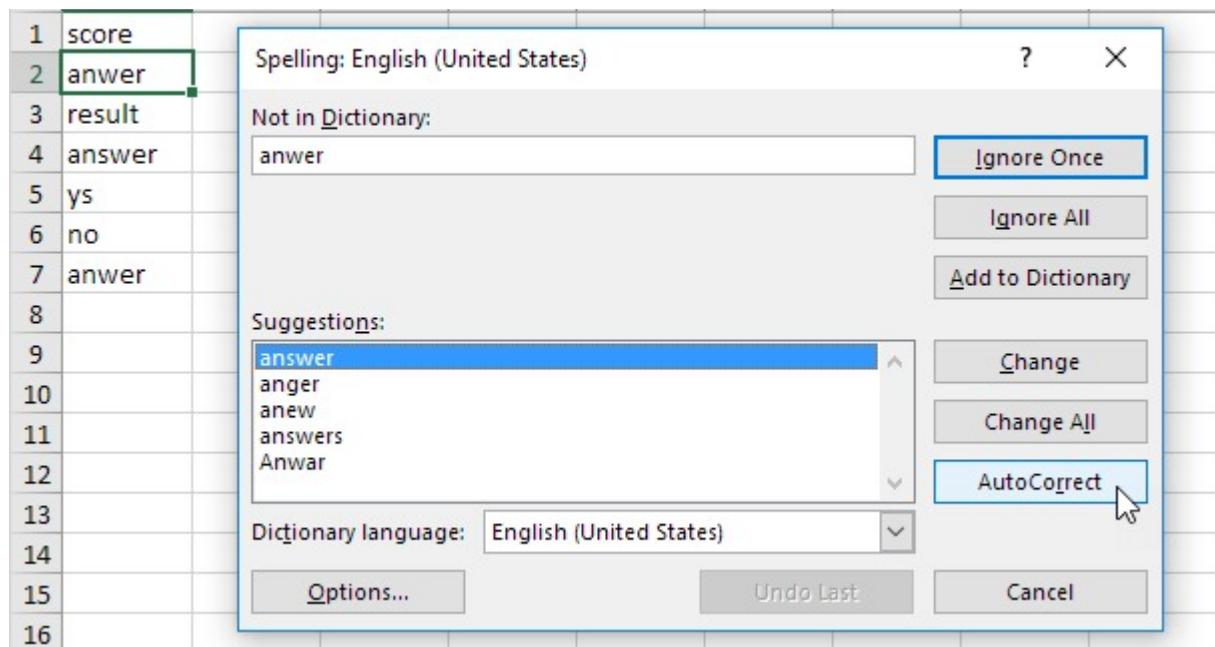 1 score
2 anwer
3 result
4 answer
5 ys
6 no
7 anwer
8
9
10
11
12
13
14
15
16
Spelling: English (United States) ?
Not in Dictionary:
anwer
Ignore Once
Ignore All
Add to Dictionary
Suggestions:
answer
anger
anew
answers
Anwar
Change
Change All
AutoCorrect
Dictionary language: English (United States)
Options... Undo Last Cancel